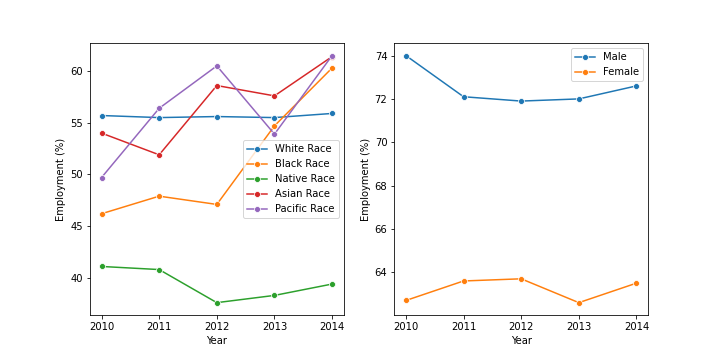 60
55
50
45
40
Employment (%)
2010 2011 2012 2013 2014
Year
White Race
Black Race
Native Race
Asian Race
Pacific Race
74
72
70
68
66
64
Employment (%)
2010 2011 2012 2013 2014
Year
Male
Female